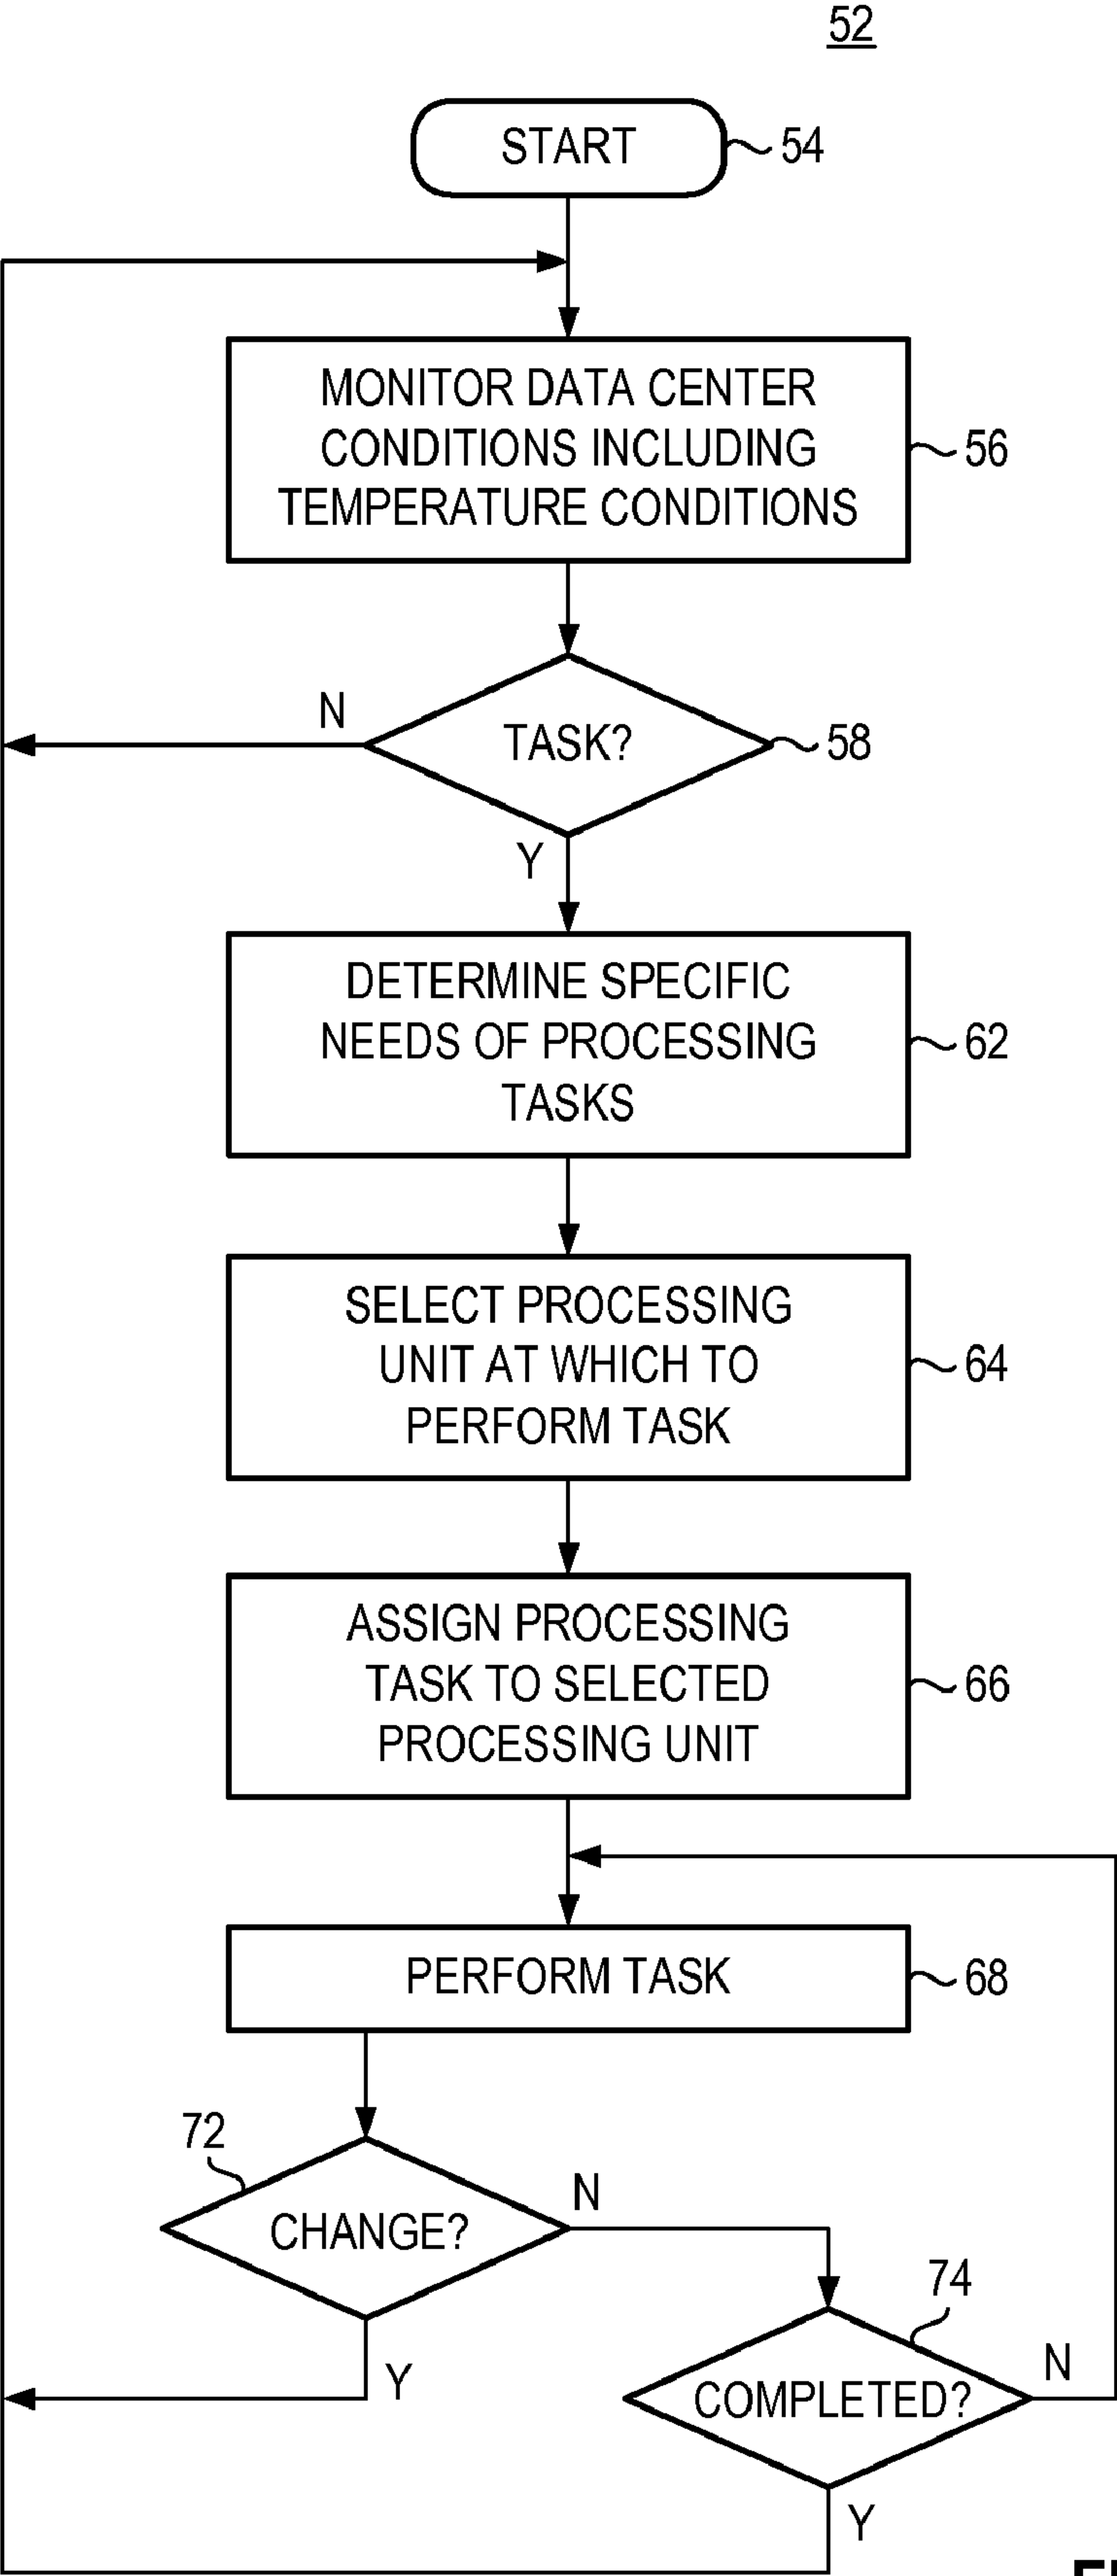 52
START
54
MONITOR DATA CENTER
CONDITIONS INCLUDING
TEMPERATURE CONDITIONS
56
N
TASK?
58
Y
DETERMINE SPECIFIC
NEEDS OF PROCESSING
TASKS
62
SELECT PROCESSING
UNIT AT WHICH TO
PERFORM TASK
64
ASSIGN PROCESSING
TASK TO SELECTED
PROCESSING UNIT
66
PERFORM TASK
68
72
CHANGE?
N
Y
74
COMPLETED?
N
Y